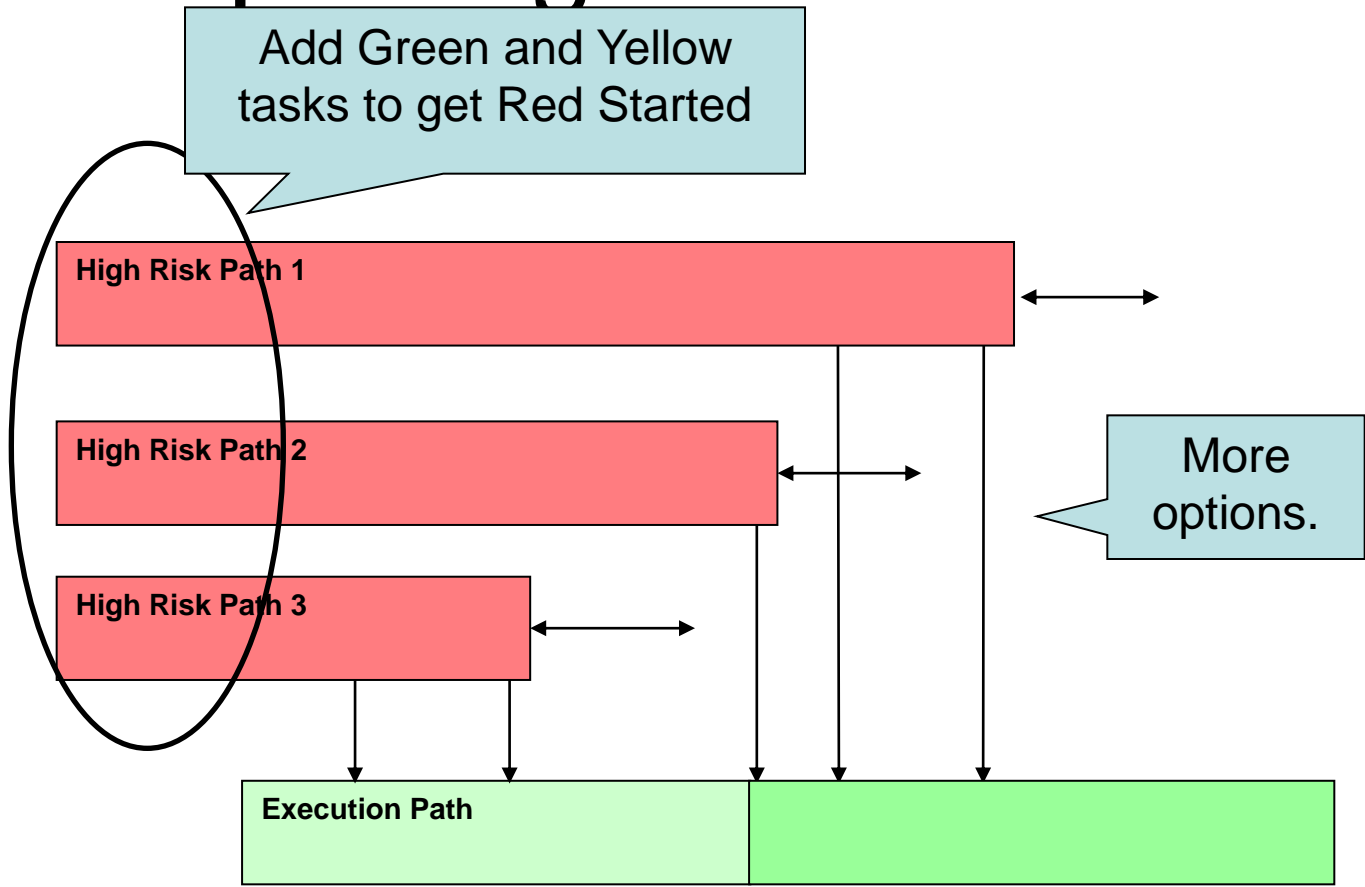 Add Green and Yellow
tasks to get Red Started
High Risk Path 1
High Risk Path 2
More
options.
High Risk Path 3
Execution Path